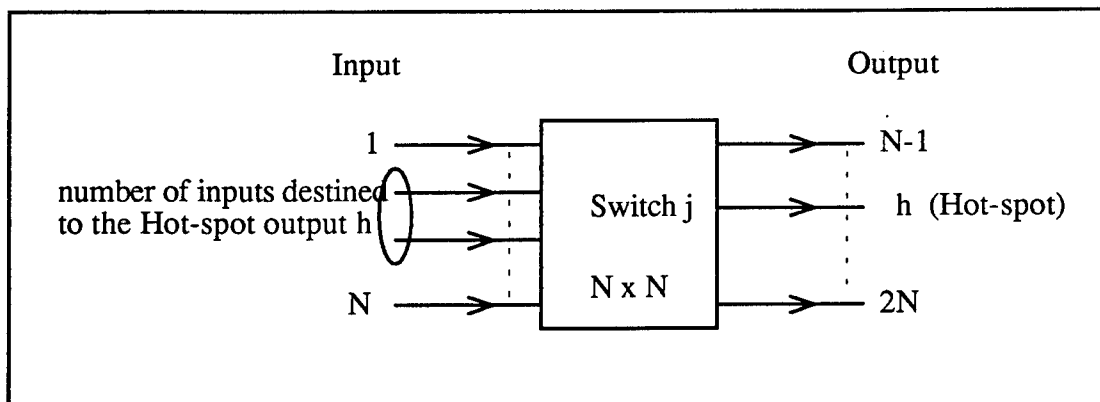 Input
Output
1
N-1
number of inputs destined
to the Hot-spot output h
Switch j
h (Hot-spot)
N x N
N
2N